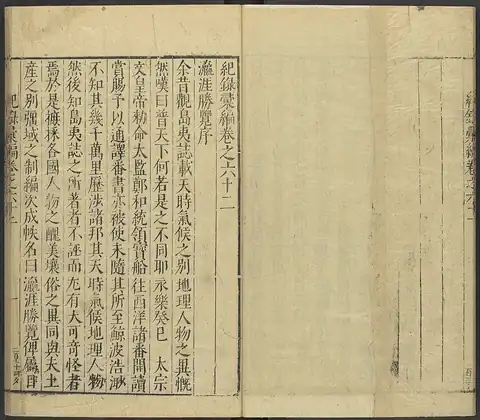 紀錄彙編卷之六十二
瀛涯勝覽序
余昔觀島夷誌載天時氣候之別地理人物之異慨
然嘆曰普天下何若是之不同耶永樂癸巳 太宗
文皇帝勅命太監鄭和統領寶船往西洋諸番開讀
賞賜予以通譯番書亦被使末隨其所至鯨波浩渺
不知其幾千萬里歷涉諸邦其天時氣候地理人物
然後知島夷誌之所著者不誣而尤有大可奇怪者
焉於是摭採各國人物之醜美壤俗之異同與夫土
產之別疆域之制編次成帙名曰瀛涯勝覽俾屬目
紀錄彙編卷之六十二